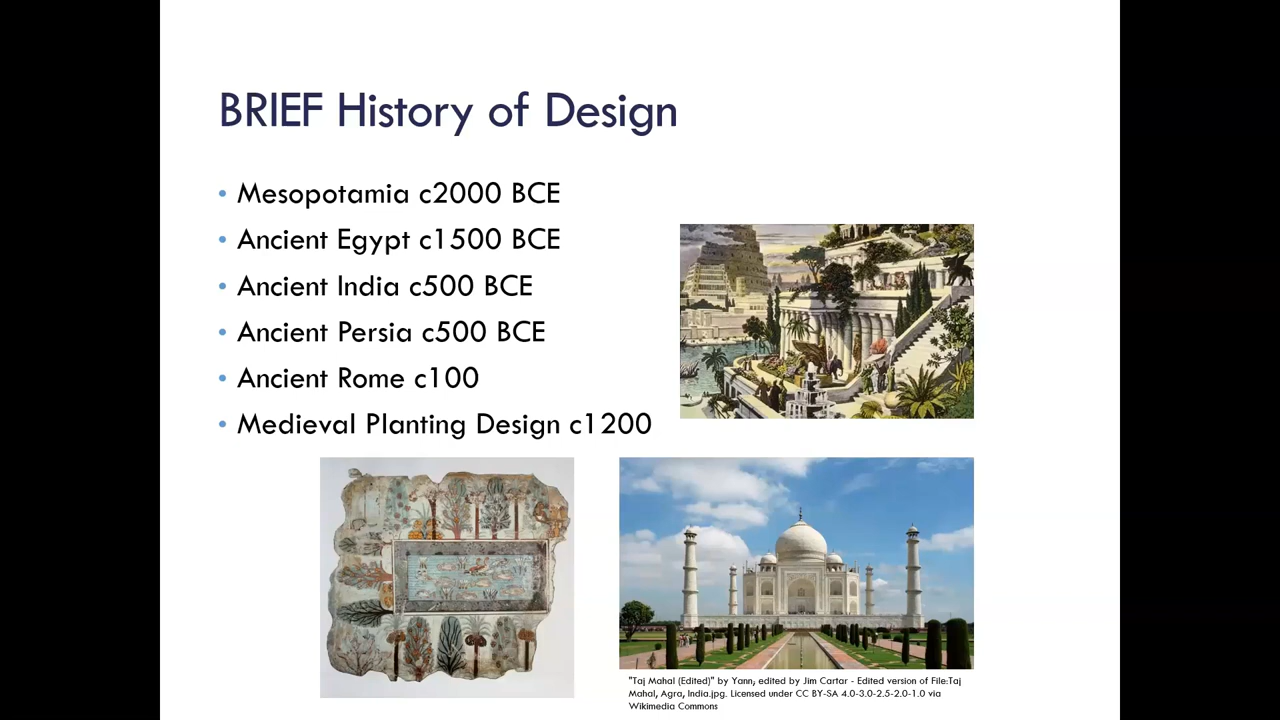 BRIEF History of Design
• Mesopotamia c2000 BCE
• Ancient Egypt c1500 BCE
• Ancient India c500 BCE
• Ancient Persia c500 BCE
• Ancient Rome c100
• Medieval Planting Design c1200
"Taj Mahal (Edited)" by Yann, edited by Jim Cartar - Edited version of File:Taj
Mahal, Agra, India.jpg. Licensed under CC BY-SA 4.0-3.0-2.5-2.0-1.0 via
Wikimedia Commons